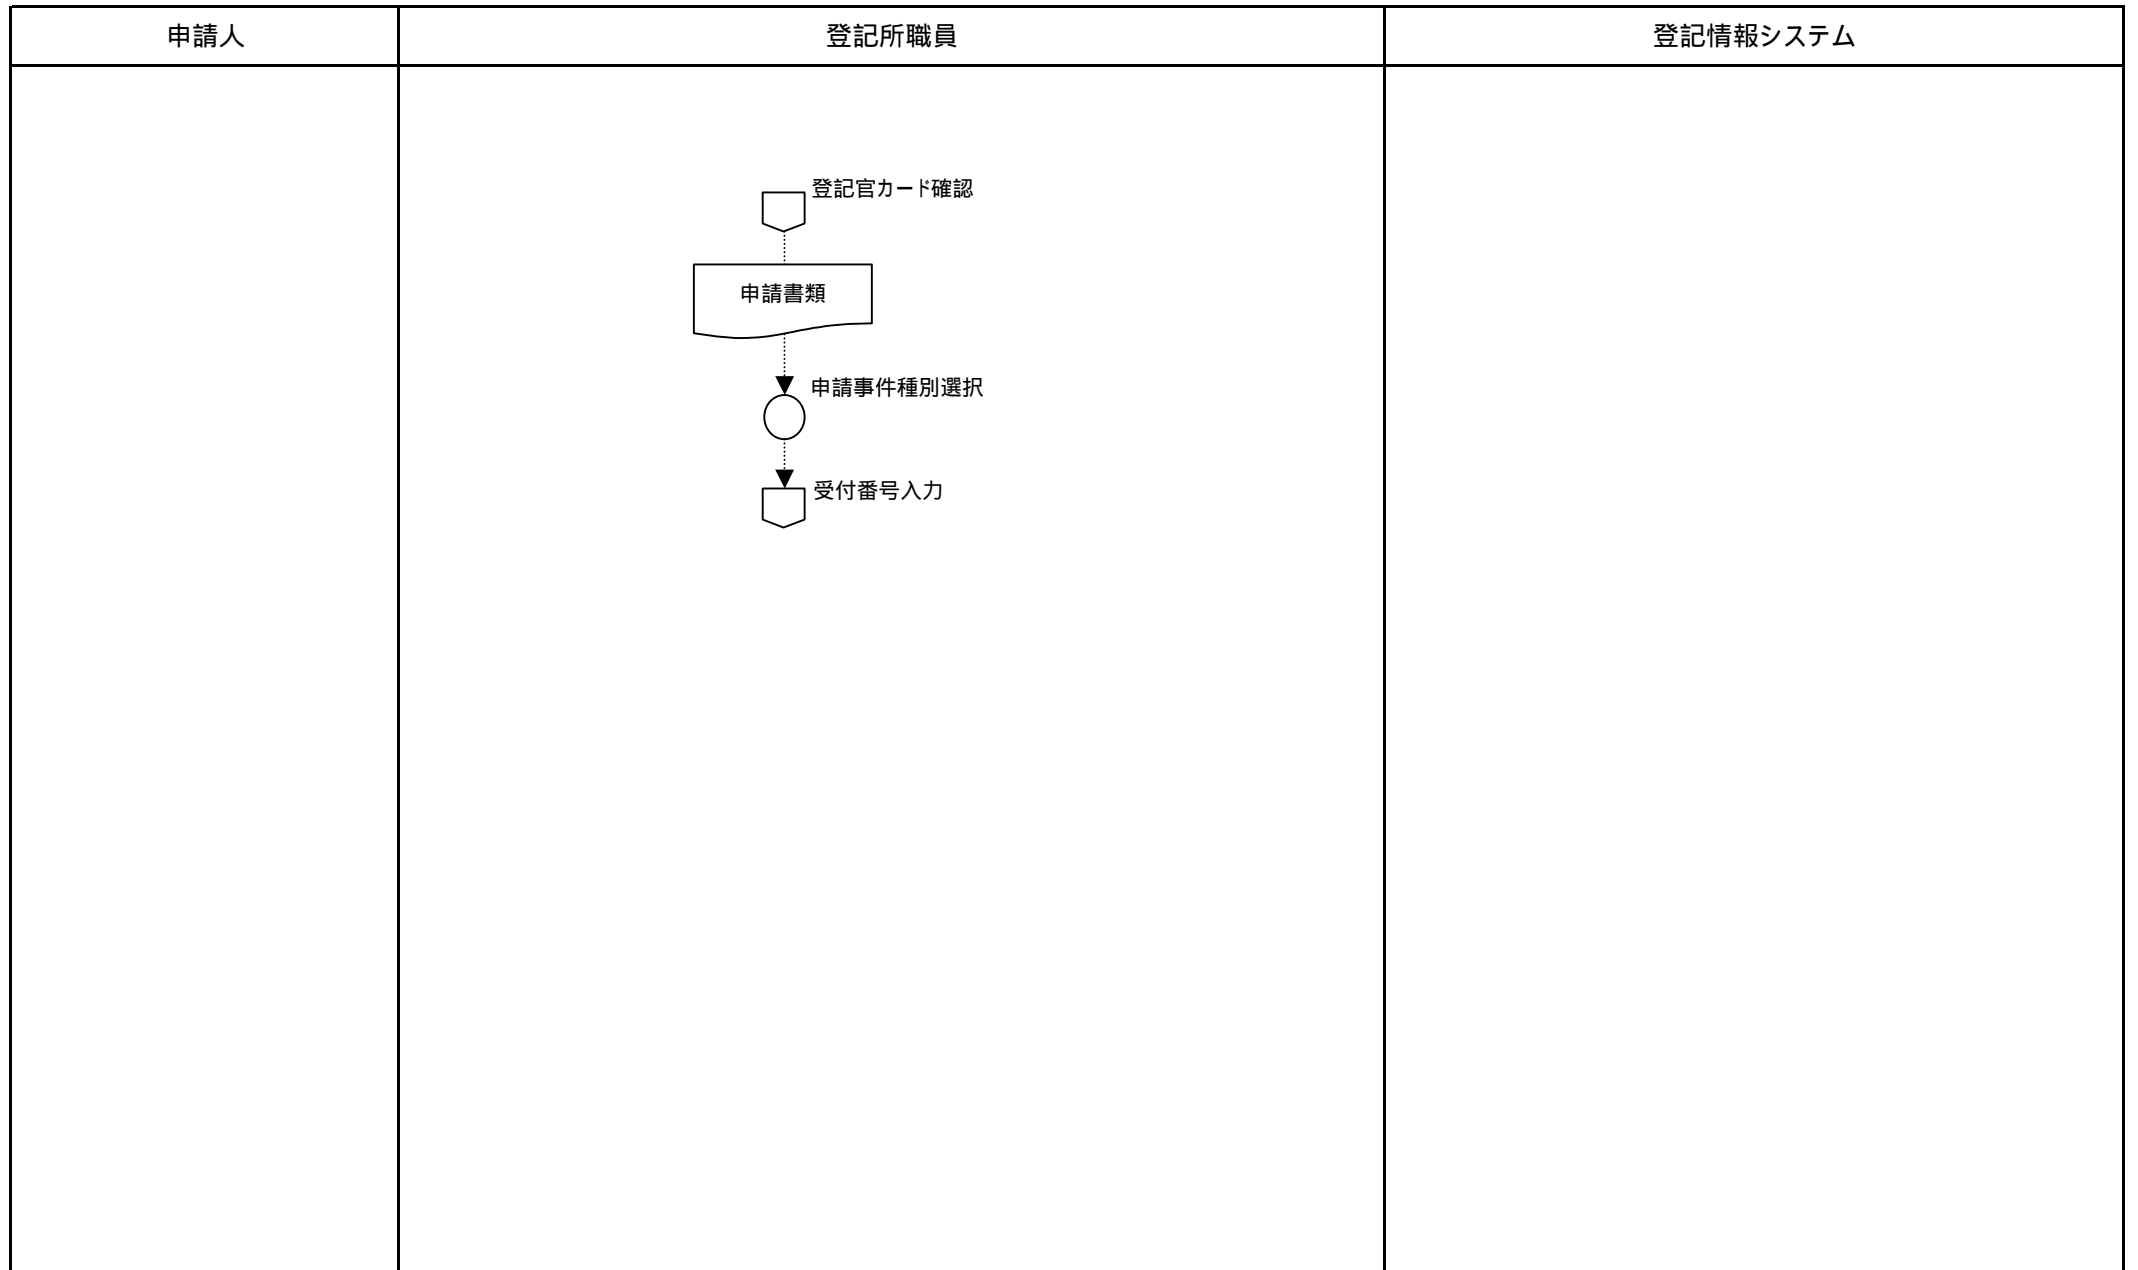 申請人
登記所職員
登記情報システム
登記官カード確認
申請書類
申請事件種別選択
受付番号入力